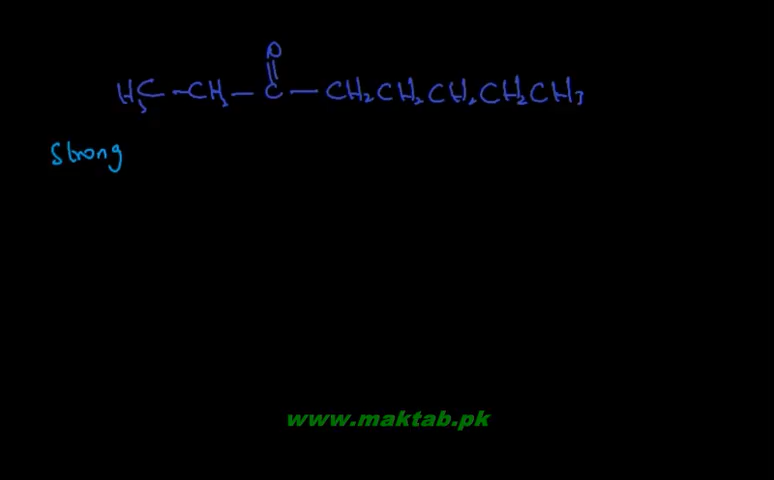 O
H₃C — CH₂ — C — CH₂CH₂CH₂CH₂CH₃
Strong
www.maktab.pk